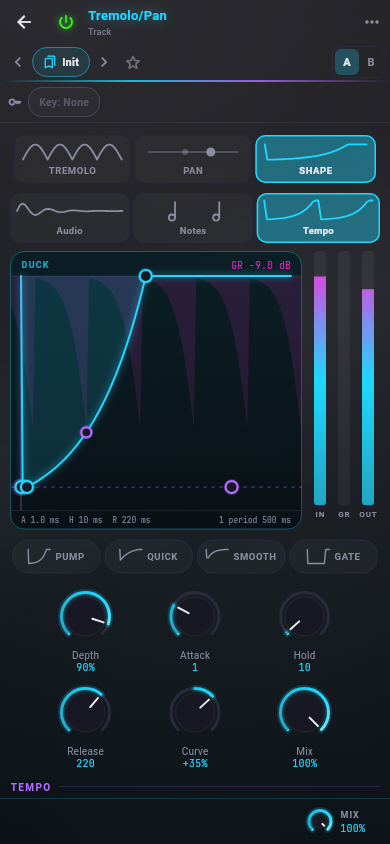 Tremolo/Pan
Track
Init
A B
Key: None
TREMOLO PAN SHAPE
Audio Notes Tempo
DUCK GR -9.0 dB
A 1.0 ms H 10 ms R 220 ms 1 period 500 ms
IN GR OUT
PUMP QUICK SMOOTH GATE
Depth Attack Hold
90% 1 10
Release Curve Mix
220 +35% 100%
TEMPO
MIX
100%